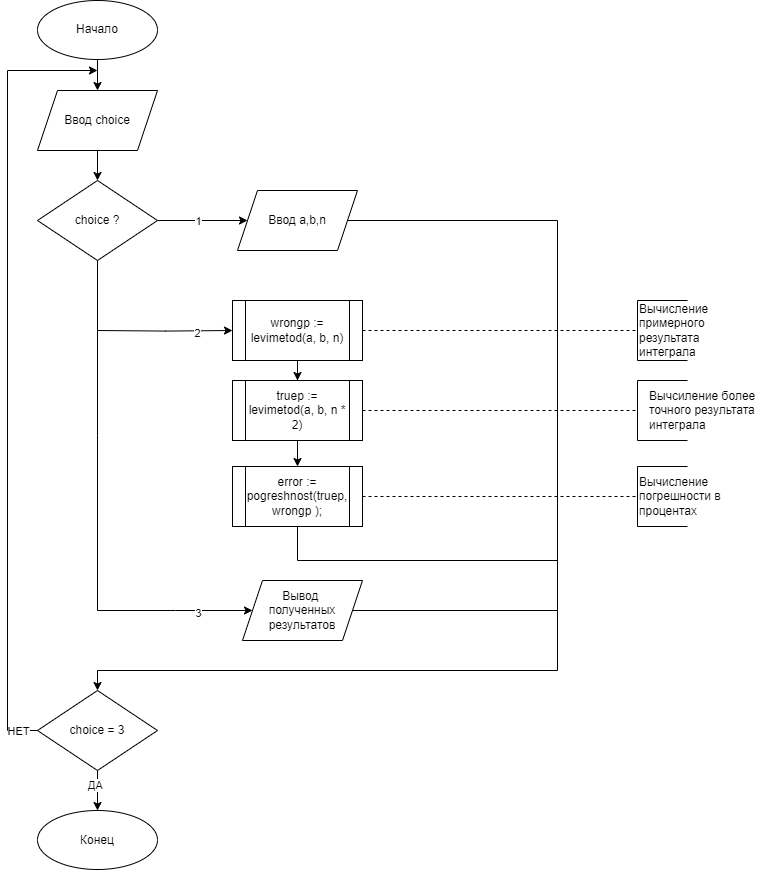 Начало
Ввод choice
choice ?
1
Ввод a,b,n
2
wrongp :=
levimetod(a, b, n)
Вычисление
примерного
результата
интеграла
truep :=
levimetod(a, b, n *
2)
Вычсиление более
точного результата
интеграла
error :=
pogreshnost(truep,
wrongp );
Вычисление
погрешности в
процентах
3
Вывод
полученных
результатов
choice = 3
НЕТ
ДА
Конец